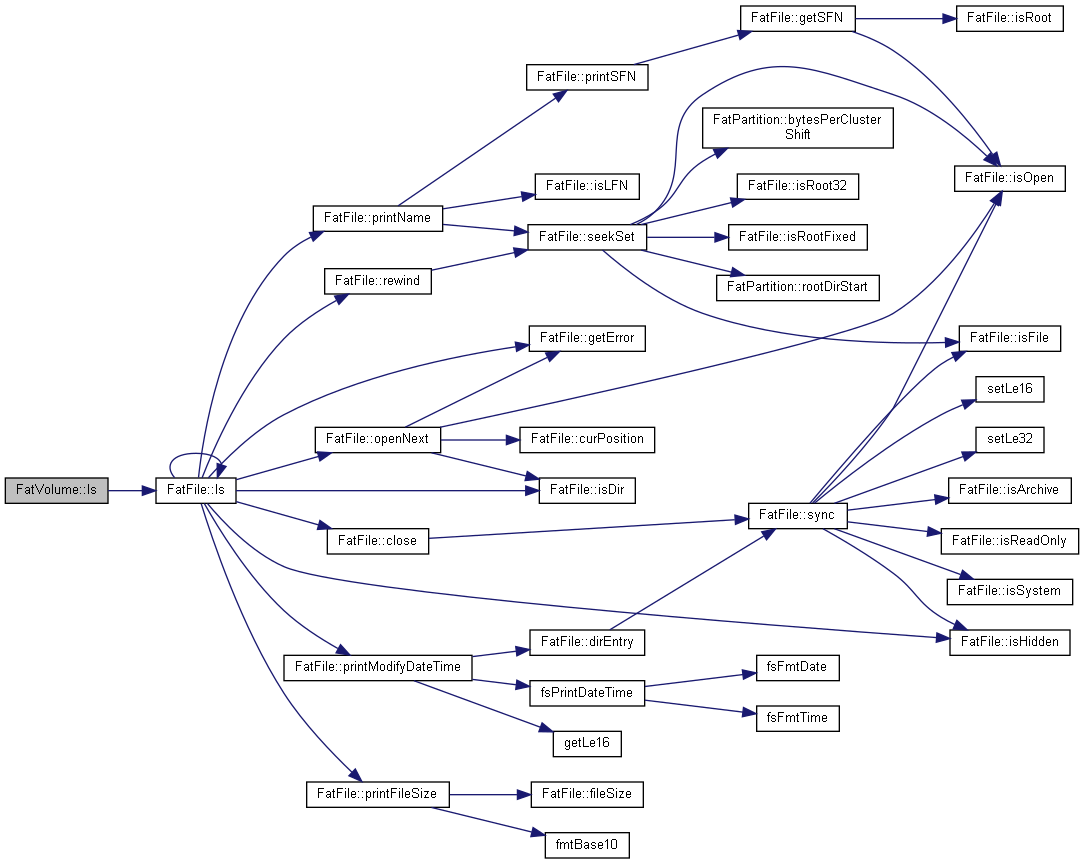 FatFile::getSFN
FatFile::isRoot
FatFile::printSFN
FatPartition::bytesPerCluster
Shift
FatFile::isOpen
FatFile::isLFN
FatFile::isRoot32
FatFile::printName
FatFile::seekSet
FatFile::isRootFixed
FatFile::rewind
FatPartition::rootDirStart
FatFile::getError
FatFile::isFile
setLe16
FatFile::openNext
FatFile::curPosition
setLe32
FatVolume::ls
FatFile::ls
FatFile::isDir
FatFile::isArchive
FatFile::sync
FatFile::close
FatFile::isReadOnly
FatFile::isSystem
FatFile::dirEntry
FatFile::isHidden
FatFile::printModifyDateTime
fsFmtDate
fsPrintDateTime
fsFmtTime
getLe16
FatFile::printFileSize
FatFile::fileSize
fmtBase10